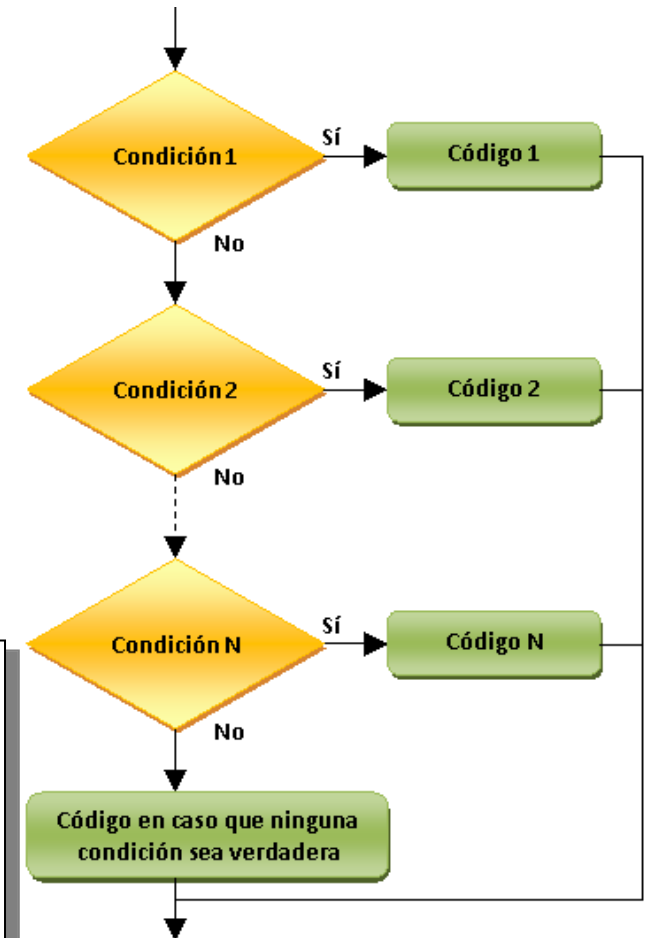 Condición 1
Sí
Código 1
No
Condición 2
Sí
Código 2
No
Condición N
Sí
Código N
No
Código en caso que ninguna
condición sea verdadera